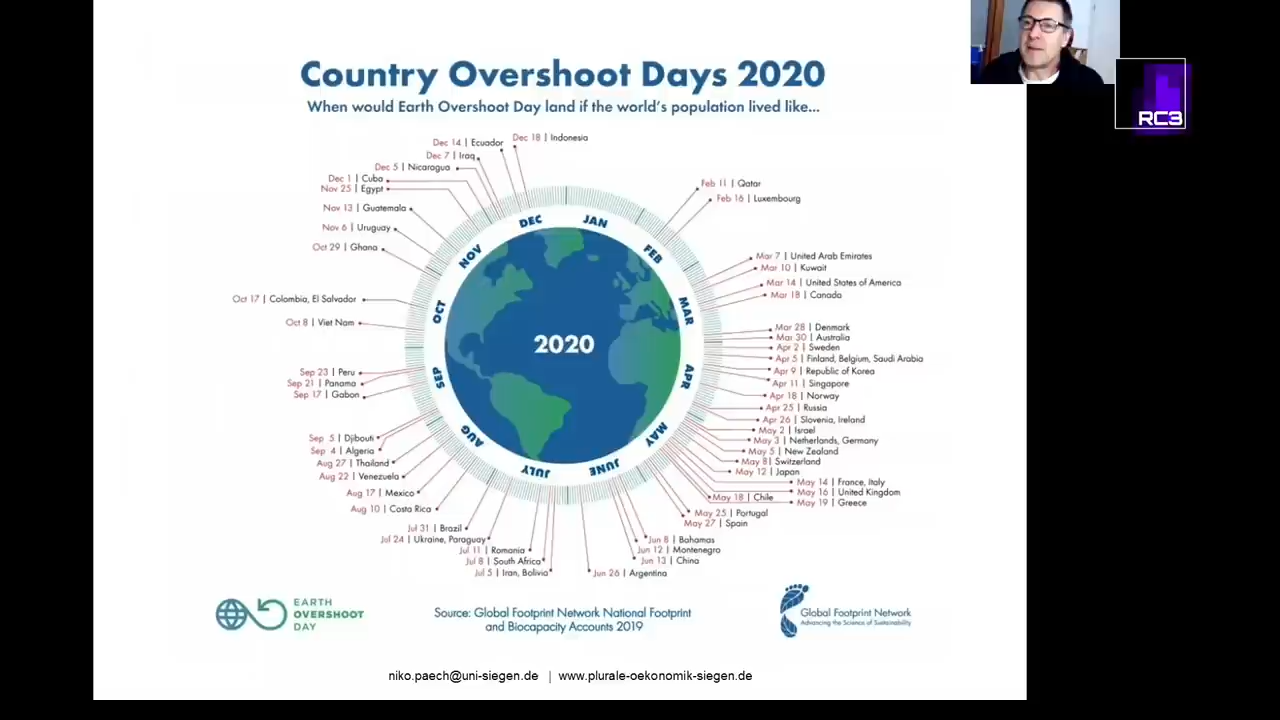 Country Overshoot Days 2020
When would Earth Overshoot Day land if the world's population lived like...
RC3
Dec 14 | Ecuador
Dec 18 | Indonesia
Dec 7 | Iraq
Dec 5 | Nicaragua
Dec 1 | Cuba
Nov 25 | Egypt
Nov 13 | Guatemala
Nov 6 | Uruguay
Oct 29 | Ghana
Oct 17 | Colombia, El Salvador
Oct 8 | Viet Nam
Sep 23 | Peru
Sep 21 | Panama
Sep 17 | Gabon
Sep 5 | Djibouti
Sep 4 | Algeria
Aug 27 | Thailand
Aug 22 | Venezuela
Aug 17 | Mexico
Aug 10 | Costa Rica
Jul 31 | Brazil
Jul 24 | Ukraine, Paraguay
Jul 11 | Romania
Jul 8 | South Africa
Jul 5 | Iran, Bolivia
Feb 11 | Qatar
Feb 16 | Luxembourg
Mar 7 | United Arab Emirates
Mar 10 | Kuwait
Mar 14 | United States of America
Mar 18 | Canada
Mar 28 | Denmark
Mar 30 | Australia
Apr 2 | Sweden
Apr 5 | Finland, Belgium, Saudi Arabia
Apr 9 | Republic of Korea
Apr 11 | Singapore
Apr 18 | Norway
Apr 25 | Russia
Apr 26 | Slovenia, Ireland
May 2 | Israel
May 3 | Netherlands, Germany
May 5 | New Zealand
May 8 | Switzerland
May 12 | Japan
May 14 | France, Italy
May 16 | United Kingdom
May 18 | Chile
May 19 | Greece
May 25 | Portugal
May 27 | Spain
Jun 8 | Bahamas
Jun 12 | Montenegro
Jun 13 | China
Jun 26 | Argentina
JAN
FEB
MAR
APR
MAY
JUNE
JULY
AUG
SEP
OCT
NOV
DEC
2020
EARTH
OVERSHOOT
DAY
Source: Global Footprint Network National Footprint
and Biocapacity Accounts 2019
Global Footprint Network
Advancing the Science of Sustainability
niko.paech@uni-siegen.de | www.plurale-oekonomik-siegen.de